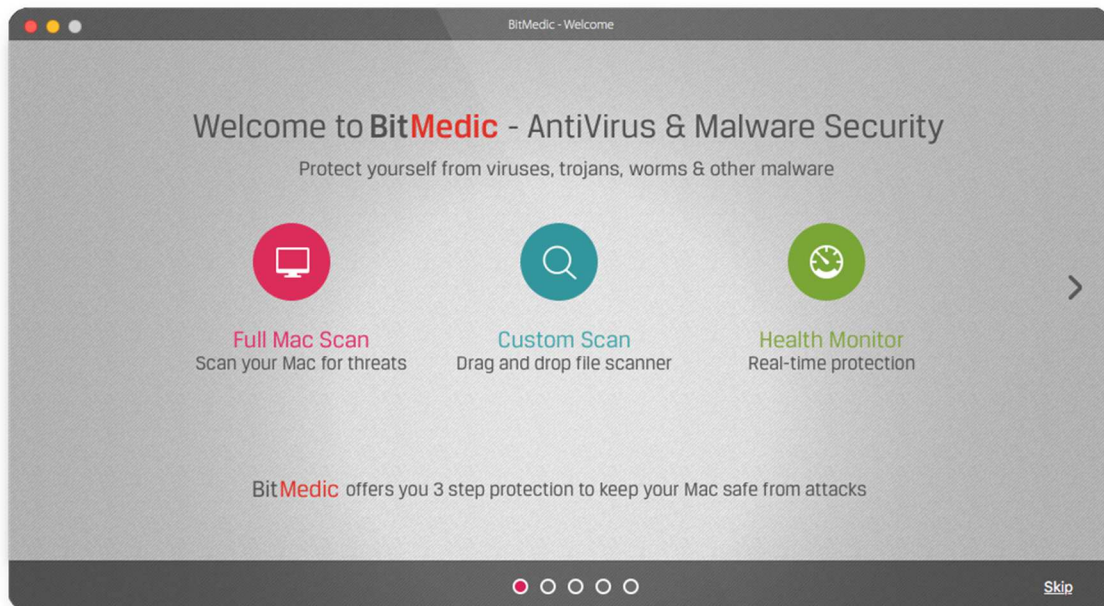 BitMedic - Welcome
Welcome to BitMedic - AntiVirus & Malware Security
Protect yourself from viruses, trojans, worms & other malware
Full Mac Scan
Scan your Mac for threats
Custom Scan
Drag and drop file scanner
Health Monitor
Real-time protection
BitMedic offers you 3 step protection to keep your Mac safe from attacks
Skip